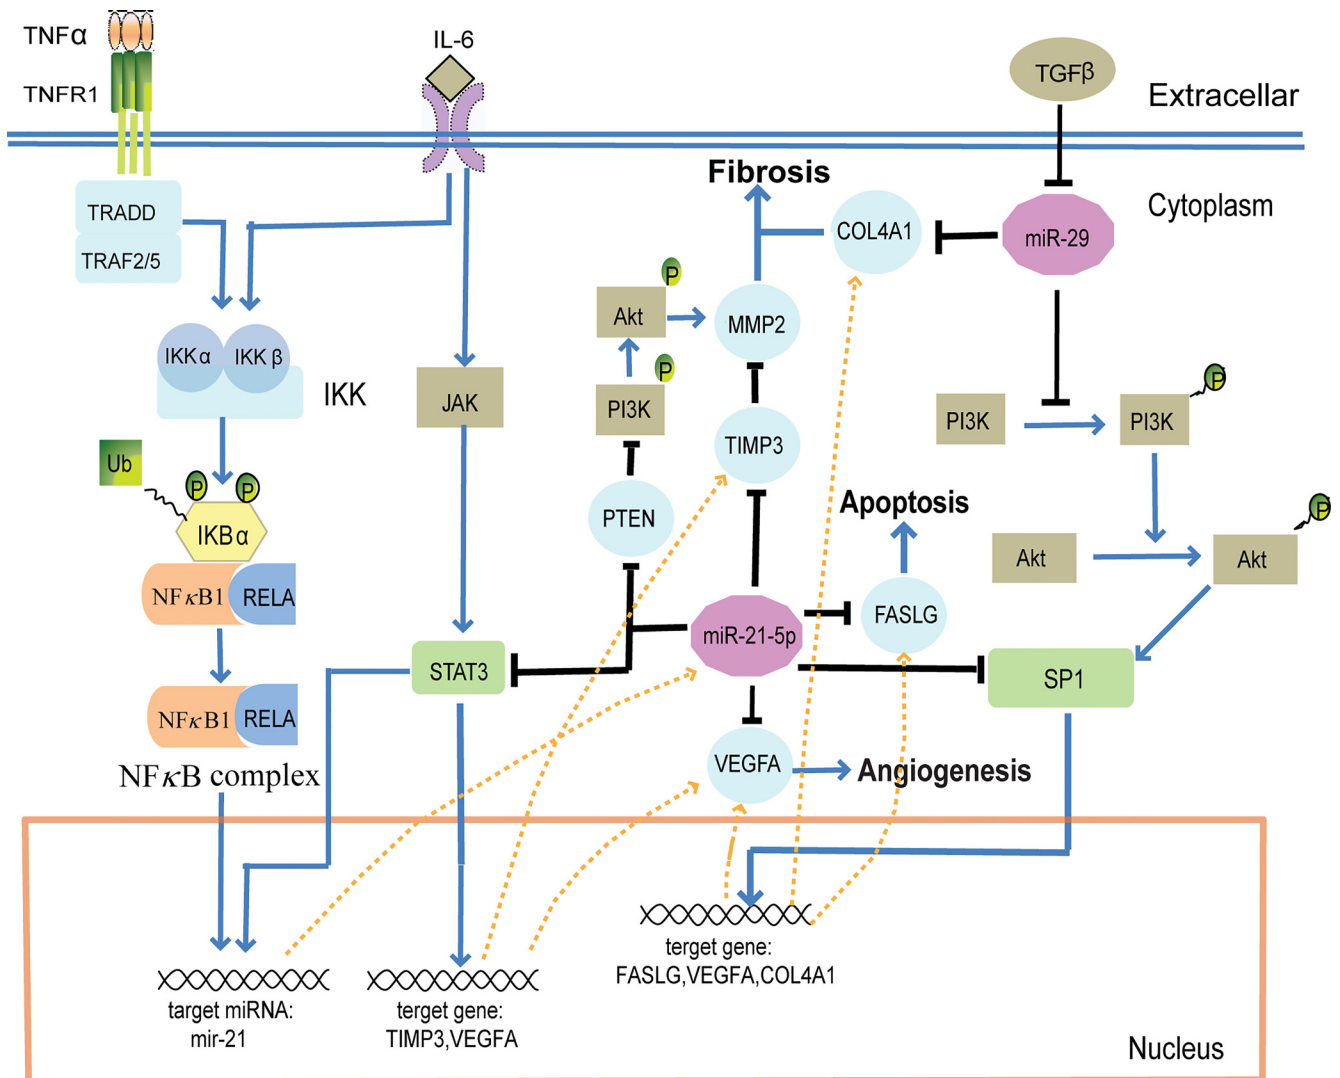 TNFα
TNFR1
IL-6
TGFβ
Extracellar
Cytoplasm
Fibrosis
TRADD
TRAF2/5
COL4A1
miR-29
P
Akt
MMP2
IKKα
IKKβ
IKK
JAK
P
PI3K
TIMP3
PI3K
PI3K
P
Ub
P
P
IKBα
PTEN
Apoptosis
P
Akt
Akt
NFκB1
RELA
miR-21-5p
FASLG
STAT3
SP1
NFκB1
RELA
NFκB complex
VEGFA
Angiogenesis
target miRNA:
mir-21
terget gene:
TIMP3,VEGFA
terget gene:
FASLG,VEGFA,COL4A1
Nucleus